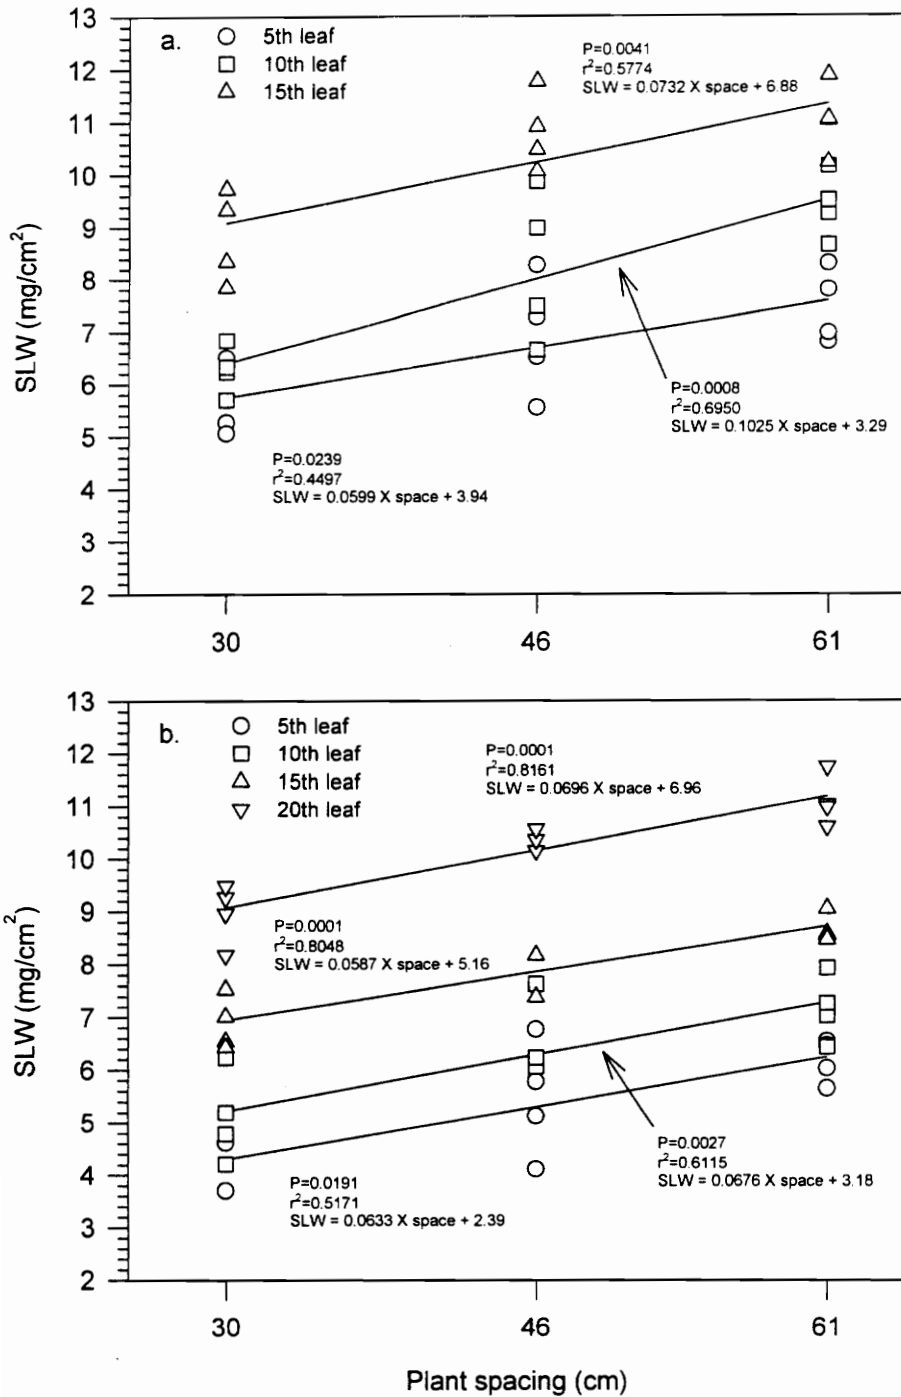 a.
5th leaf
10th leaf
15th leaf
P=0.0041
r²=0.5774
SLW = 0.0732 X space + 6.88
P=0.0008
r²=0.6950
SLW = 0.1025 X space + 3.29
P=0.0239
r²=0.4497
SLW = 0.0599 X space + 3.94
SLW (mg/cm²)
13
12
11
10
9
8
7
6
5
4
3
2
30 46 61
b.
5th leaf
10th leaf
15th leaf
20th leaf
P=0.0001
r²=0.8161
SLW = 0.0696 X space + 6.96
P=0.0001
r²=0.8048
SLW = 0.0587 X space + 5.16
P=0.0027
r²=0.6115
SLW = 0.0676 X space + 3.18
P=0.0191
r²=0.5171
SLW = 0.0633 X space + 2.39
SLW (mg/cm²)
13
12
11
10
9
8
7
6
5
4
3
2
30 46 61
Plant spacing (cm)